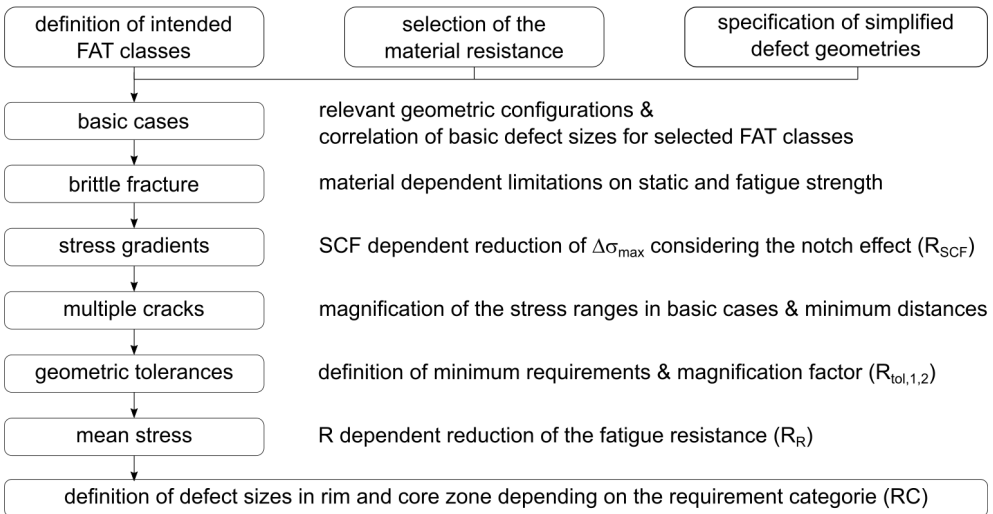 definition of intended
FAT classes
selection of the
material resistance
specification of simplified
defect geometries
basic cases
relevant geometric configurations &
correlation of basic defect sizes for selected FAT classes
brittle fracture
material dependent limitations on static and fatigue strength
stress gradients
SCF dependent reduction of Δσmax considering the notch effect (RSCF)
multiple cracks
magnification of the stress ranges in basic cases & minimum distances
geometric tolerances
definition of minimum requirements & magnification factor (Rtol,1,2)
mean stress
R dependent reduction of the fatigue resistance (RR)
definition of defect sizes in rim and core zone depending on the requirement categorie (RC)